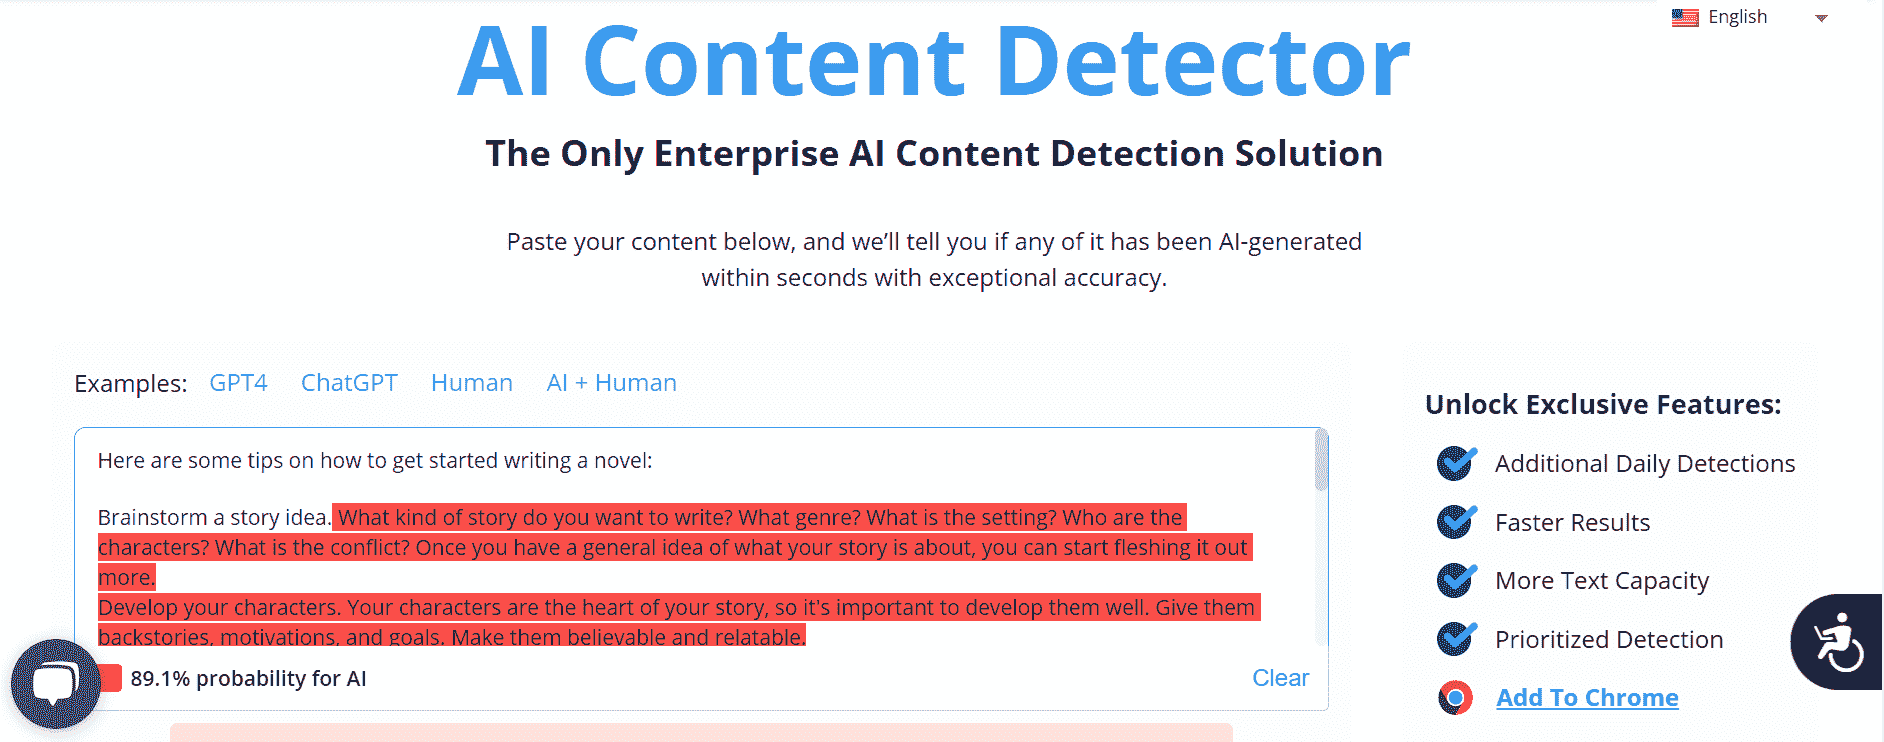 English
AI Content Detector
The Only Enterprise AI Content Detection Solution
Paste your content below, and we’ll tell you if any of it has been AI-generated
within seconds with exceptional accuracy.
Examples: GPT4 ChatGPT Human AI + Human
Here are some tips on how to get started writing a novel:
Brainstorm a story idea. What kind of story do you want to write? What genre? What is the setting? Who are the
characters? What is the conflict? Once you have a general idea of what your story is about, you can start fleshing it out
more.
Develop your characters. Your characters are the heart of your story, so it's important to develop them well. Give them
backstories, motivations, and goals. Make them believable and relatable.
89.1% probability for AI
Clear
Unlock Exclusive Features:
Additional Daily Detections
Faster Results
More Text Capacity
Prioritized Detection
Add To Chrome